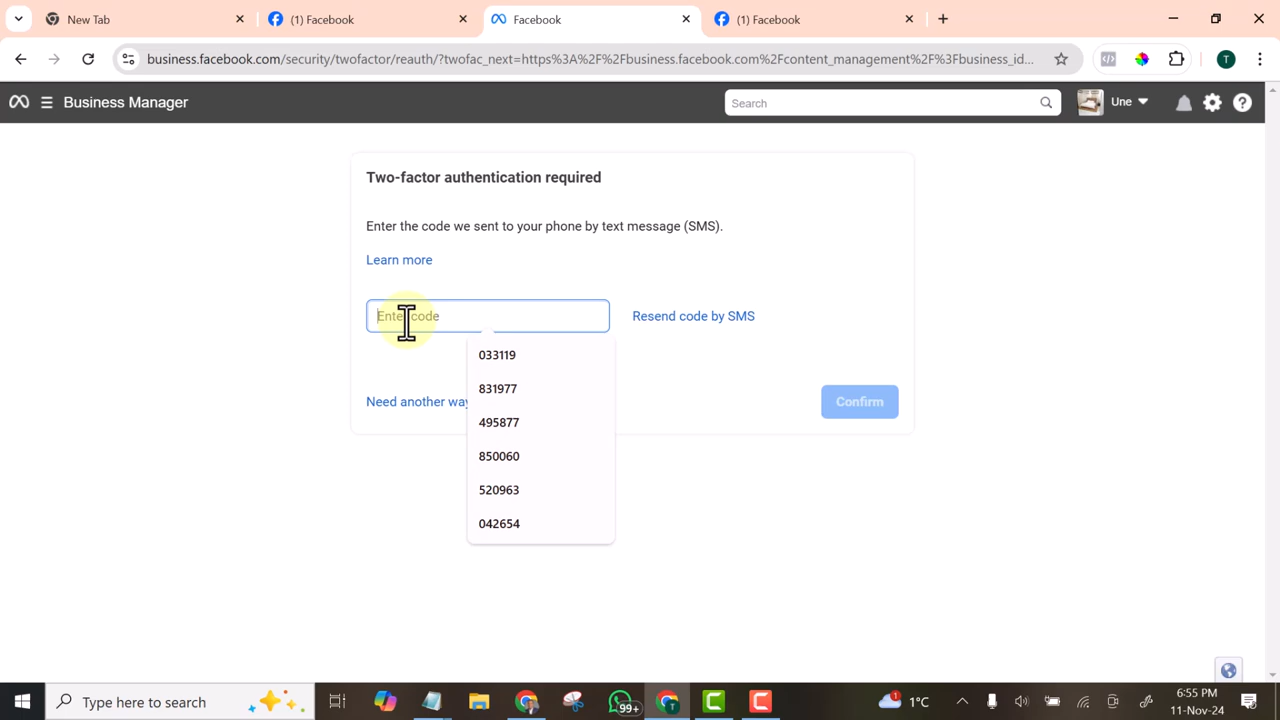 New Tab
(1) Facebook
Facebook
(1) Facebook
business.facebook.com/security/twofactor/reauth/?twofac_next=https%3A%2F%2Fbusiness.facebook.com%2Fcontent_management%2F%3Fbusiness_id...
T
Business Manager
Search
Une
Two-factor authentication required
Enter the code we sent to your phone by text message (SMS).
Learn more
Enter code
Resend code by SMS
033119
831977
Need another way
Confirm
495877
850060
520963
042654
Type here to search
99+
T
1
1°C
6:55 PM
11-Nov-24